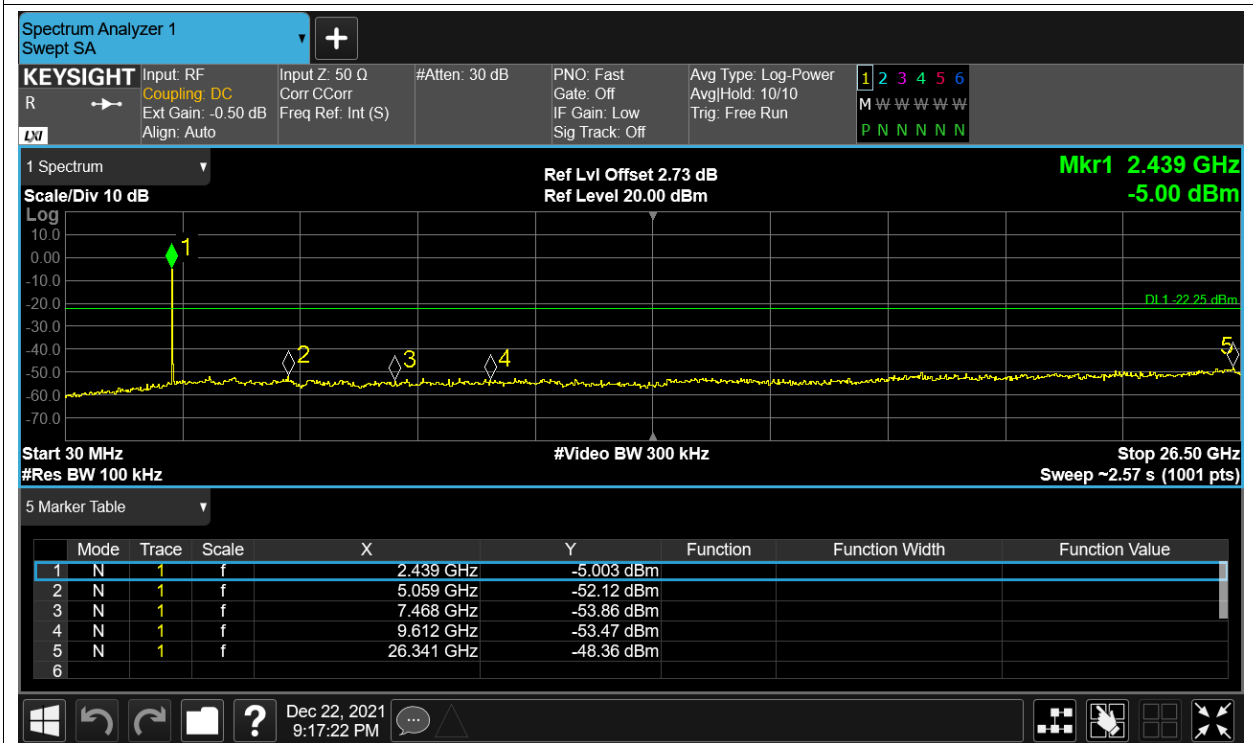 Spectrum Analyzer 1
Swept SA
KEYSIGHT
R
LXI
Input: RF
Coupling: DC
Ext Gain: -0.50 dB
Align: Auto
Input Z: 50 Ω
Corr CCorr
Freq Ref: Int (S)
#Atten: 30 dB
PNO: Fast
Gate: Off
IF Gain: Low
Sig Track: Off
Avg Type: Log-Power
Avg|Hold: 10/10
Trig: Free Run
1 2 3 4 5 6
M W W W W W
P N N N N N
1 Spectrum
Scale/Div 10 dB
Ref Lvl Offset 2.73 dB
Ref Level 20.00 dBm
Mkr1 2.439 GHz
-5.00 dBm
Log
10.0
0.00
-10.0
-20.0
-30.0
-40.0
-50.0
-60.0
-70.0
1
DL1 -22.25 dBm
2
3
4
5
Start 30 MHz
#Video BW 300 kHz
Stop 26.50 GHz
#Res BW 100 kHz
Sweep ~2.57 s (1001 pts)
5 Marker Table
Mode Trace Scale X Y Function Function Width Function Value
1 N 1 f 2.439 GHz -5.003 dBm
2 N 1 f 5.059 GHz -52.12 dBm
3 N 1 f 7.468 GHz -53.86 dBm
4 N 1 f 9.612 GHz -53.47 dBm
5 N 1 f 26.341 GHz -48.36 dBm
6
?
Dec 22, 2021
9:17:22 PM